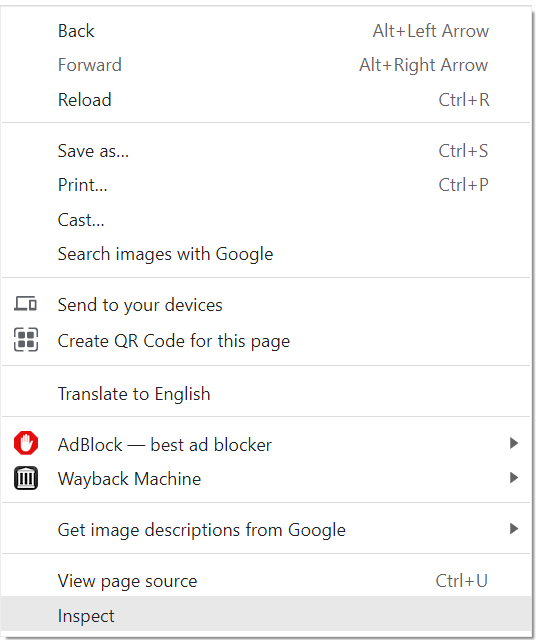 Back Alt+Left Arrow
Forward Alt+Right Arrow
Reload Ctrl+R
Save as... Ctrl+S
Print... Ctrl+P
Cast...
Search images with Google
Send to your devices
Create QR Code for this page
Translate to English
AdBlock — best ad blocker
Wayback Machine
Get image descriptions from Google
View page source Ctrl+U
Inspect